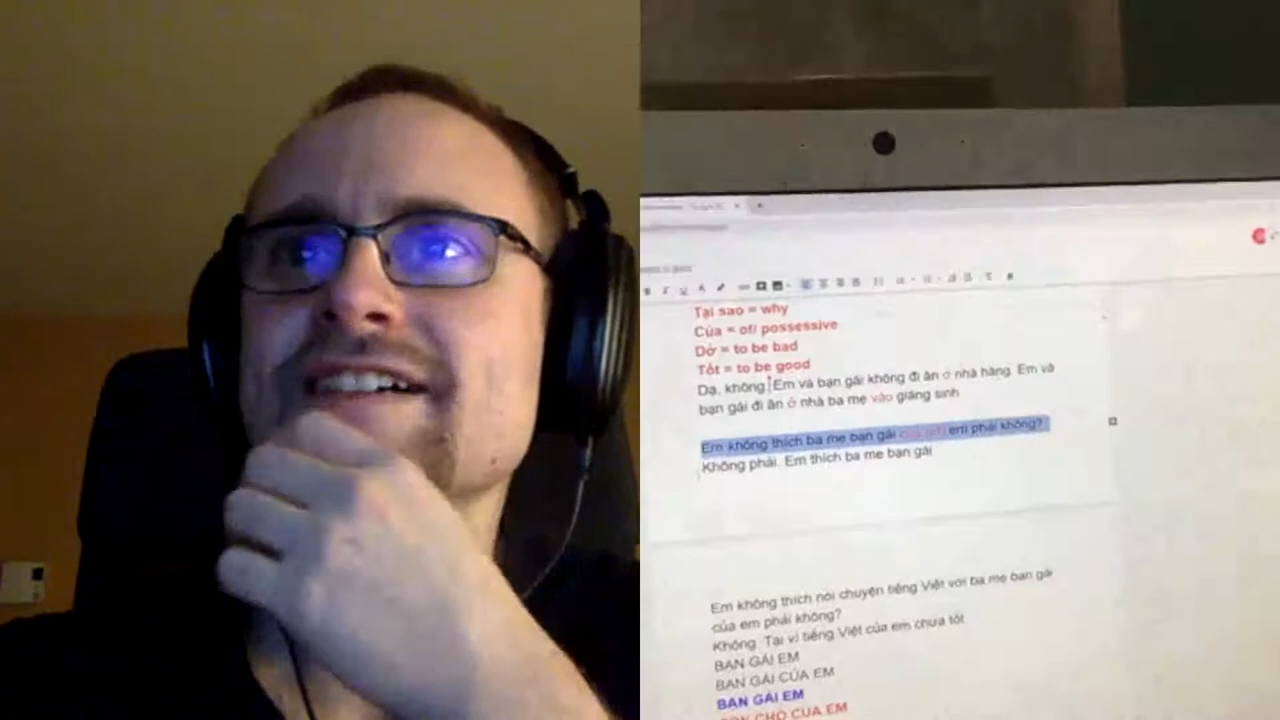 Tại sao = why
Của = of/ possessive
Dở = to be bad
Tốt = to be good
Dạ, không. Em và bạn gái không đi ăn ở nhà hàng. Em và
bạn gái đi ăn ở nhà ba mẹ vào giáng sinh
Em không thích ba mẹ bạn gái em phải không?
Không phải. Em thích ba mẹ bạn gái
Em không thích nói chuyện tiếng Việt với ba mẹ bạn gái
của em phải không?
Không. Tại vì tiếng Việt của em chưa tốt
BẠN GÁI EM
BẠN GÁI CỦA EM
BẠN GÁI EM
CHÓ CỦA EM